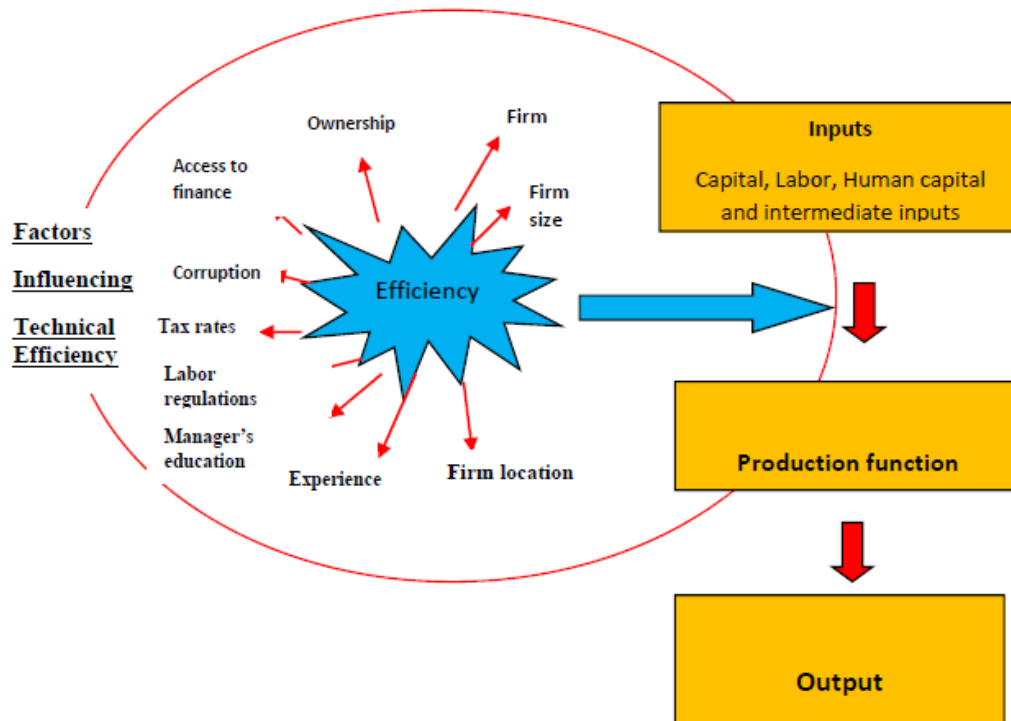 Factors
Influencing
Technical
Efficiency
Ownership
Firm
Access to
finance
Firm
size
Corruption
Efficiency
Tax rates
Labor
regulations
Manager's
education
Experience
Firm location
Inputs
Capital, Labor, Human capital
and intermediate inputs
Production function
Output